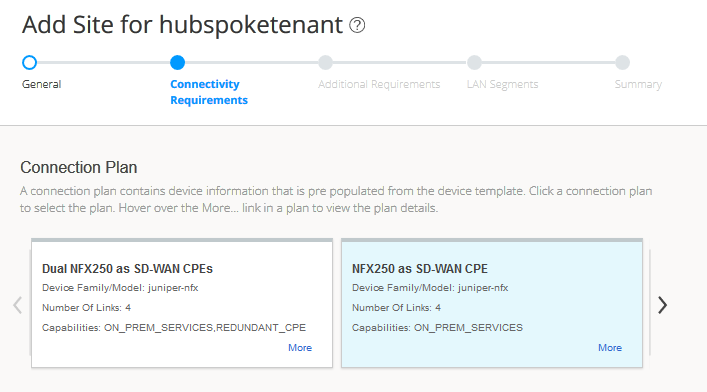 Add Site for hubspoketenant ?
General
Connectivity
Requirements
Additional Requirements
LAN Segments
Summary
Connection Plan
A connection plan contains device information that is pre populated from the device template. Click a connection plan
to select the plan. Hover over the More... link in a plan to view the plan details.
Dual NFX250 as SD-WAN CPEs
Device Family/Model: juniper-nfx
Number Of Links: 4
Capabilities: ON_PREM_SERVICES,REDUNDANT_CPE
More
NFX250 as SD-WAN CPE
Device Family/Model: juniper-nfx
Number Of Links: 4
Capabilities: ON_PREM_SERVICES
More